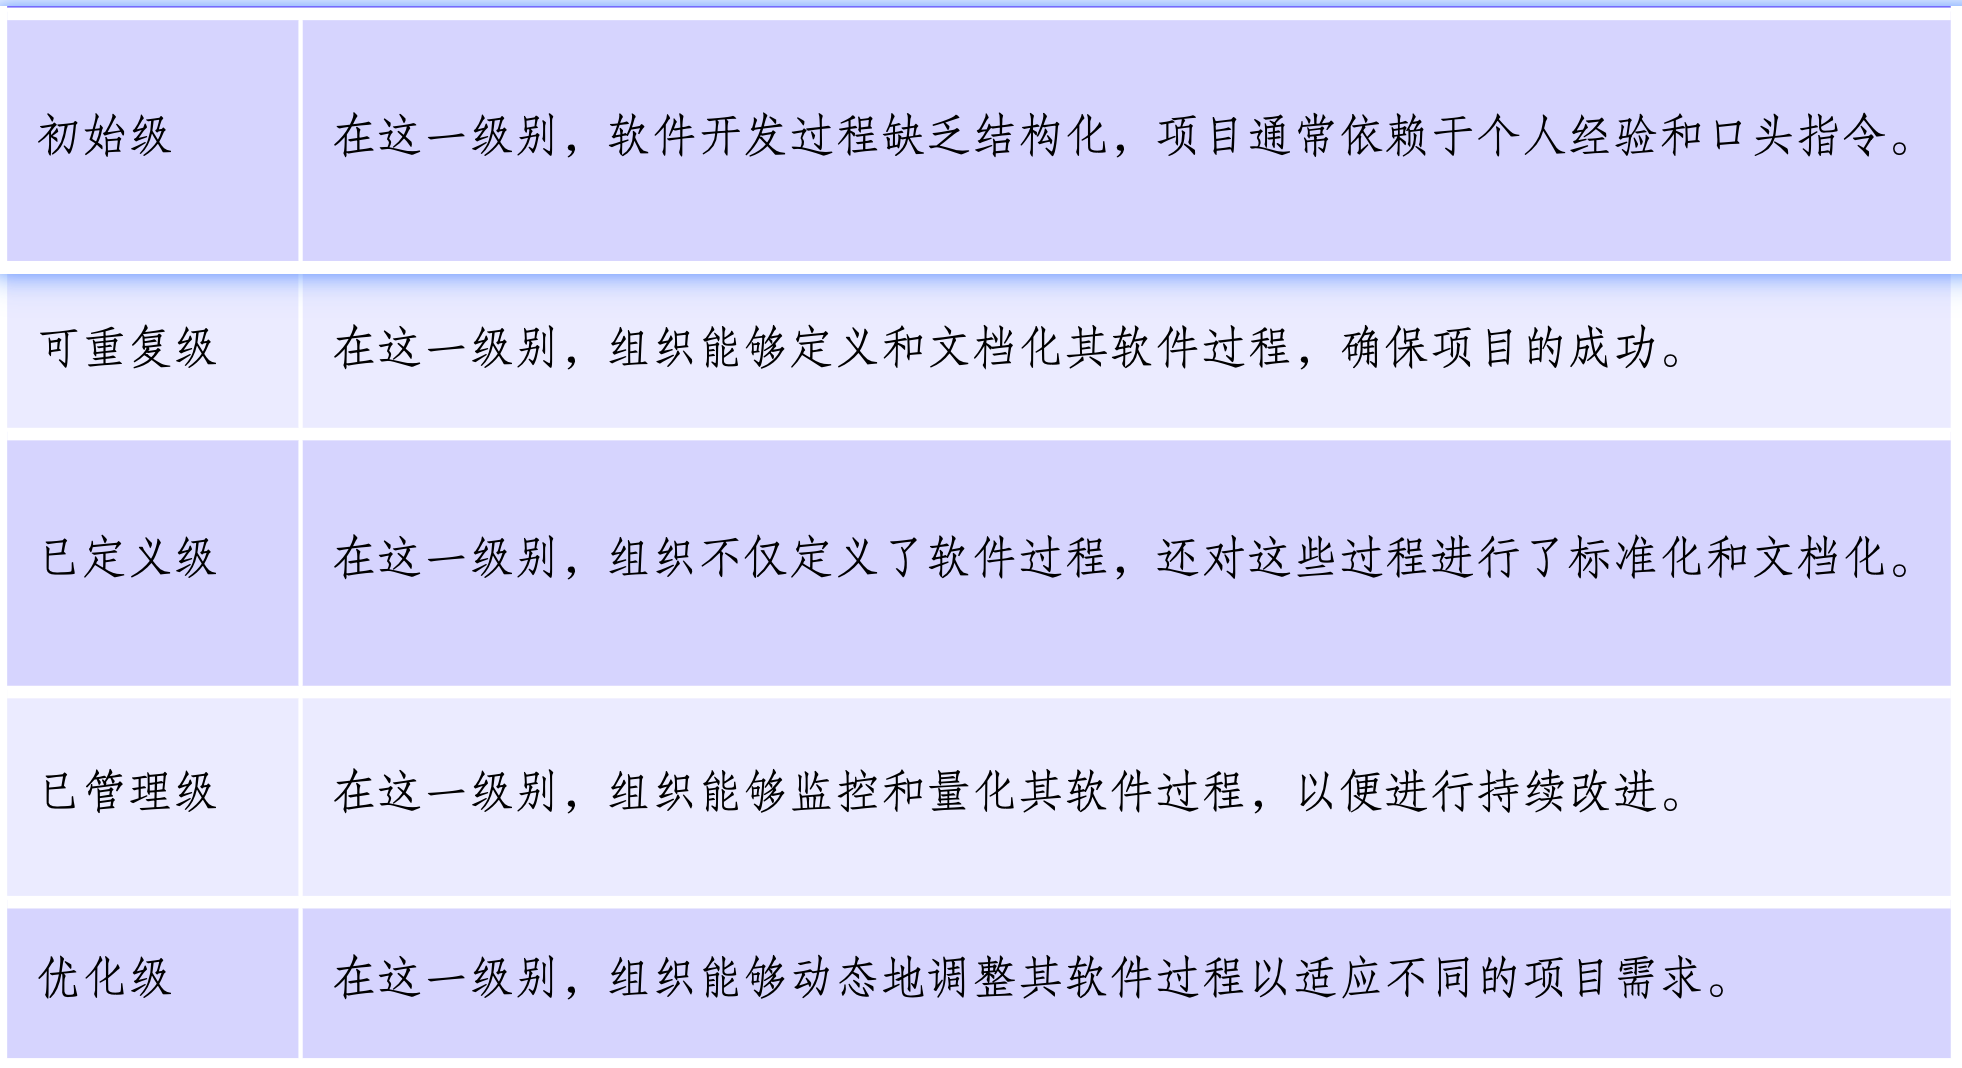 初始级
在这一级别，软件开发过程缺乏结构化，项目通常依赖于个人经验和口头指令。
可重复级
在这一级别，组织能够定义和文档化其软件过程，确保项目的成功。
已定义级
在这一级别，组织不仅定义了软件过程，还对这些过程进行了标准化和文档化。
已管理级
在这一级别，组织能够监控和量化其软件过程，以便进行持续改进。
优化级
在这一级别，组织能够动态地调整其软件过程以适应不同的项目需求。